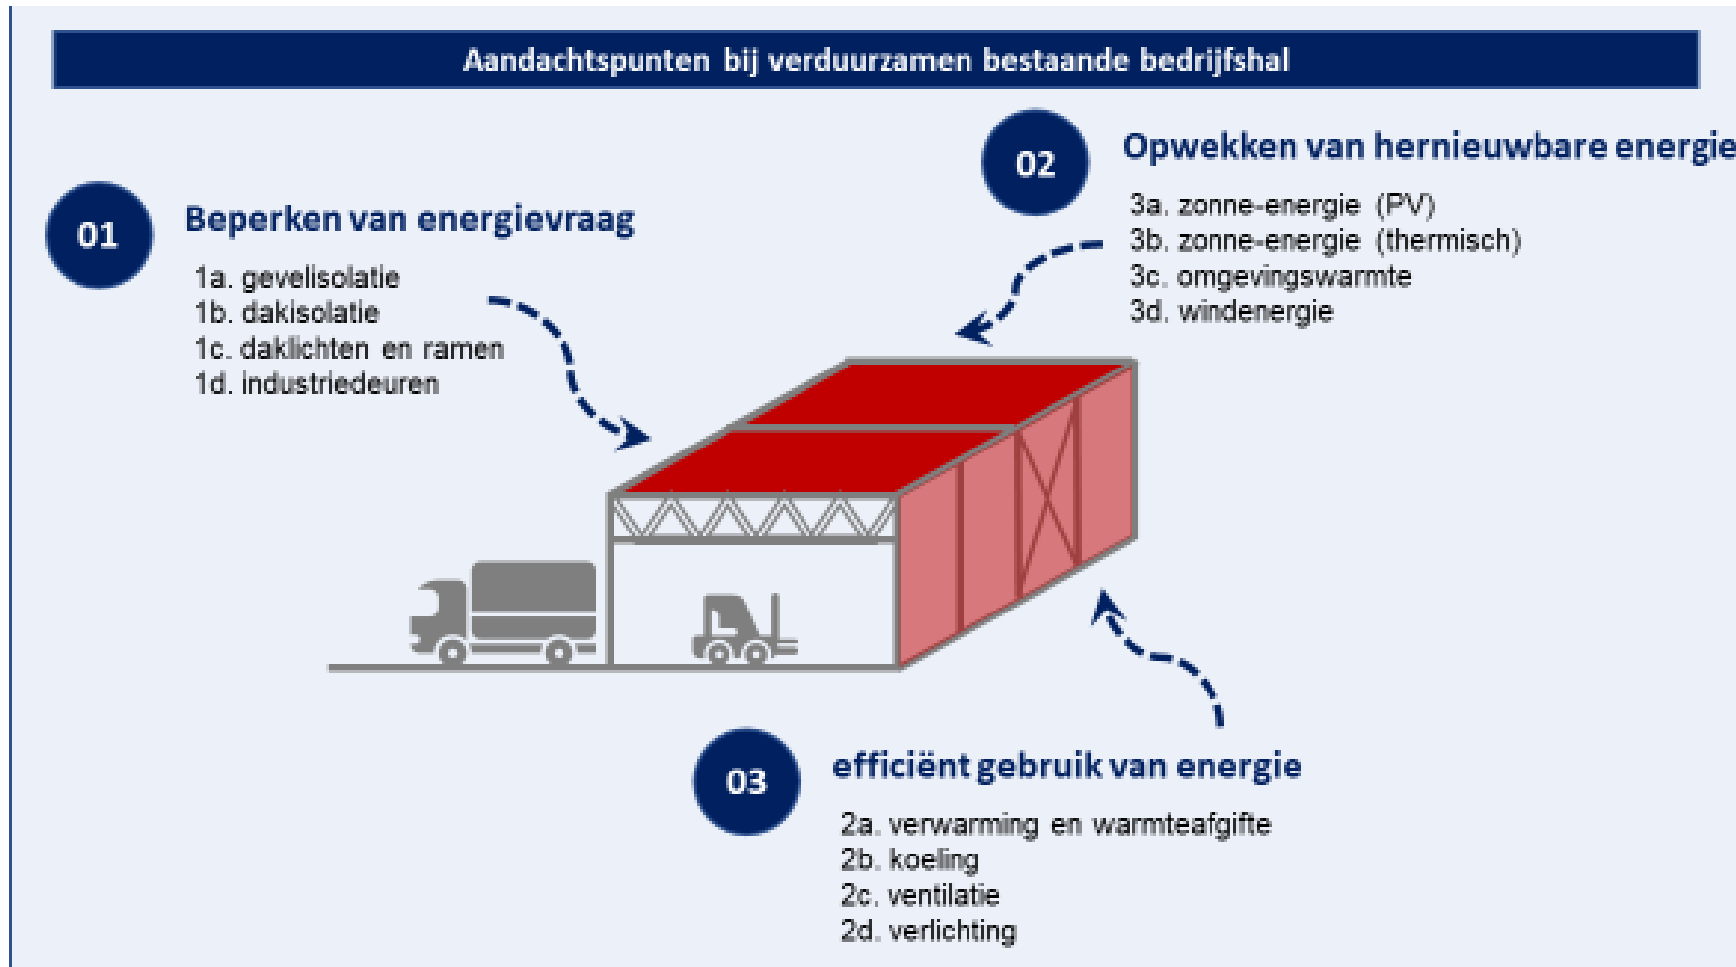 Aandachtspunten bij verduurzamen bestaande bedrijfshal
01
Beperken van energievraag
1a. gevelisolatie
1b. dakisolatie
1c. daklichten en ramen
1d. industriedeuren
02
Opwekken van hernieuwbare energie
3a. zonne-energie (PV)
3b. zonne-energie (thermisch)
3c. omgevingswarmte
3d. windenergie
03
efficiënt gebruik van energie
2a. verwarming en warmteafgifte
2b. koeling
2c. ventilatie
2d. verlichting